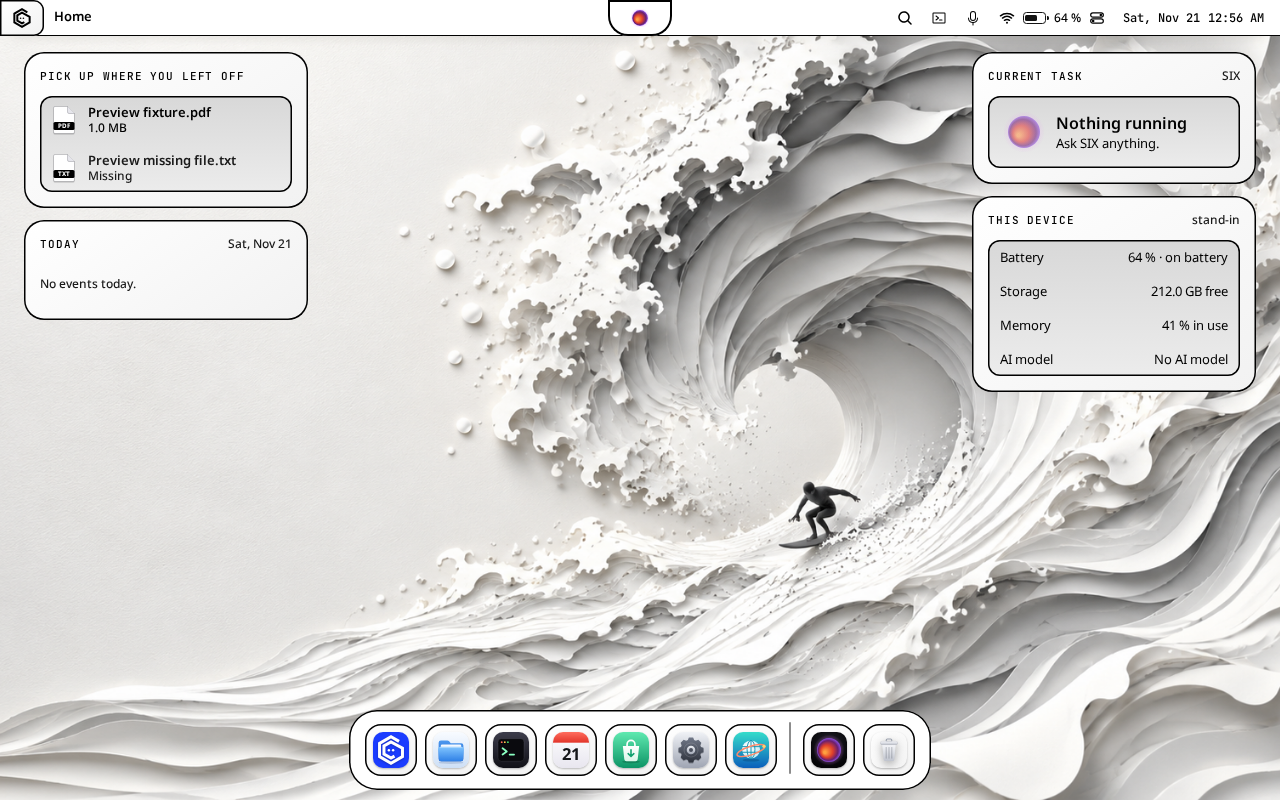 Home
64 %
Sat, Nov 21 12:56 AM
PICK UP WHERE YOU LEFT OFF
PDF
Preview fixture.pdf
1.0 MB
TXT
Preview missing file.txt
Missing
TODAY
Sat, Nov 21
No events today.
CURRENT TASK
SIX
Nothing running
Ask SIX anything.
THIS DEVICE
stand-in
Battery
64 % · on battery
Storage
212.0 GB free
Memory
41 % in use
AI model
No AI model
21